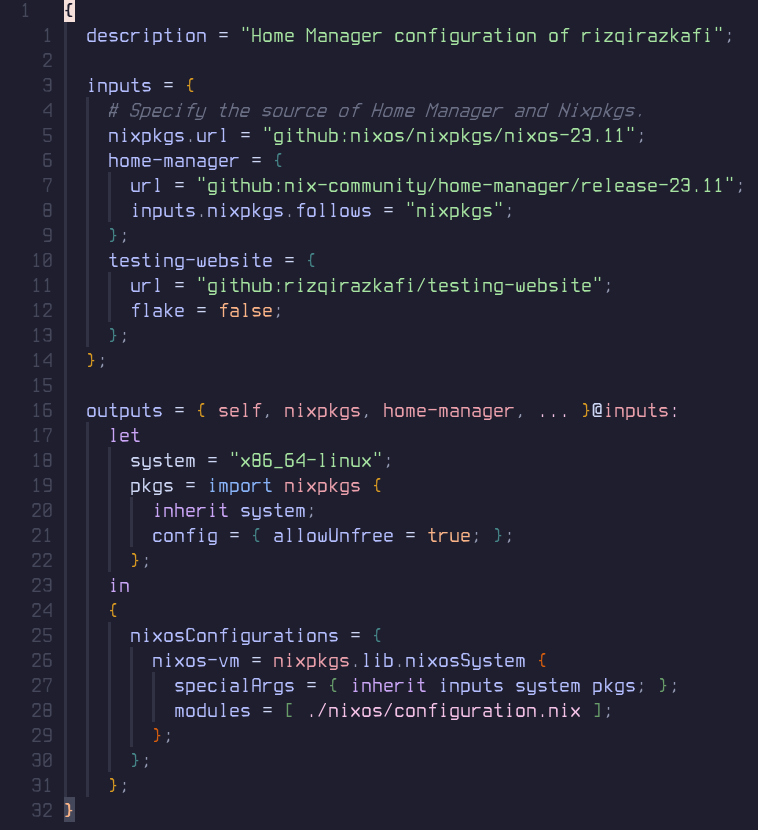 1 {
1 description = "Home Manager configuration of rizqirazkafi";
2
3 inputs = {
4 # Specify the source of Home Manager and Nixpkgs.
5 nixpkgs.url = "github:nixos/nixpkgs/nixos-23.11";
6 home-manager = {
7 url = "github:nix-community/home-manager/release-23.11";
8 inputs.nixpkgs.follows = "nixpkgs";
9 };
10 testing-website = {
11 url = "github:rizqirazkafi/testing-website";
12 flake = false;
13 };
14 };
15
16 outputs = { self, nixpkgs, home-manager, ... }@inputs:
17 let
18 system = "x86_64-linux";
19 pkgs = import nixpkgs {
20 inherit system;
21 config = { allowUnfree = true; };
22 };
23 in
24 {
25 nixosConfigurations = {
26 nixos-vm = nixpkgs.lib.nixosSystem {
27 specialArgs = { inherit inputs system pkgs; };
28 modules = [ ./nixos/configuration.nix ];
29 };
30 };
31 };
32 }